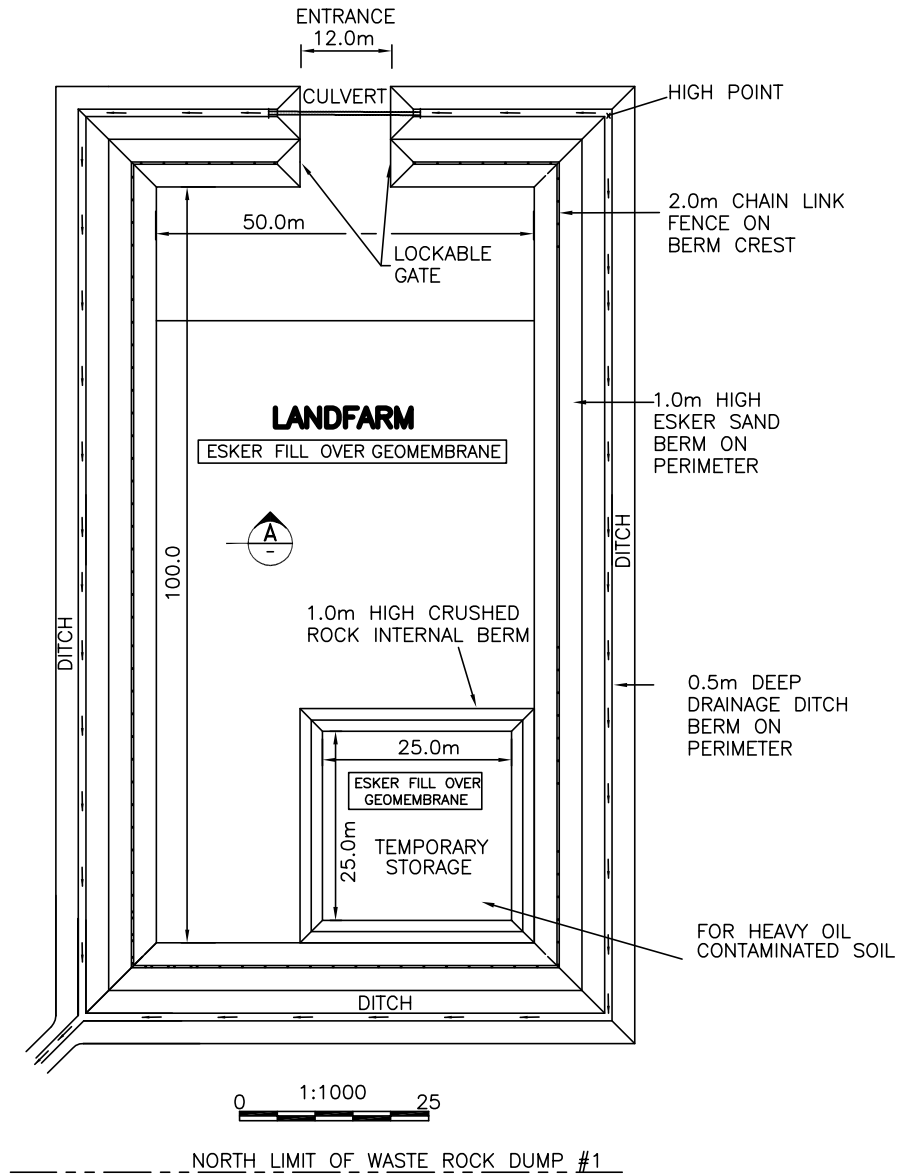 ENTRANCE
12.0m
CULVERT
HIGH POINT
2.0m CHAIN LINK
FENCE ON
BERM CREST
50.0m
LOCKABLE
GATE
LANDFARM
ESKER FILL OVER GEOMEMBRANE
1.0m HIGH
ESKER SAND
BERM ON
PERIMETER
A
-
100.0
DITCH
DITCH
1.0m HIGH CRUSHED
ROCK INTERNAL BERM
0.5m DEEP
DRAINAGE DITCH
BERM ON
PERIMETER
25.0m
ESKER FILL OVER
GEOMEMBRANE
25.0m
TEMPORARY
STORAGE
FOR HEAVY OIL
CONTAMINATED SOIL
DITCH
1:1000
0 25
NORTH LIMIT OF WASTE ROCK DUMP #1